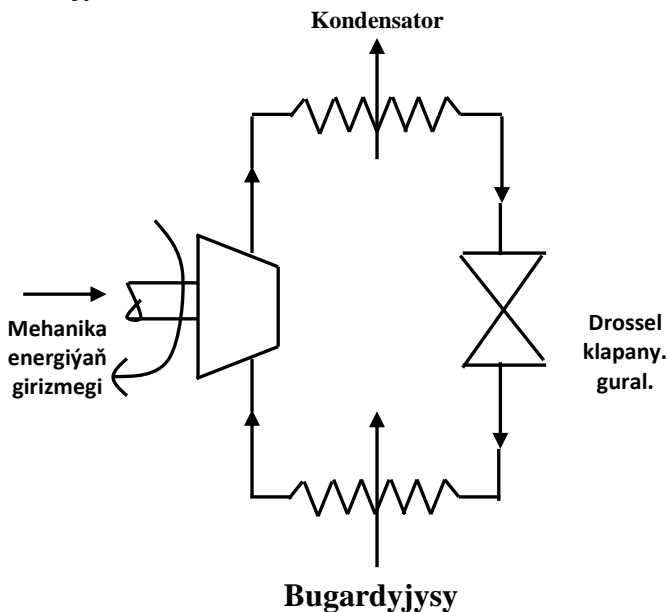 Kondensator
Mehanika
energiýaň
girizmegi
Drossel
klapany.
gural.
Bugardyjysy